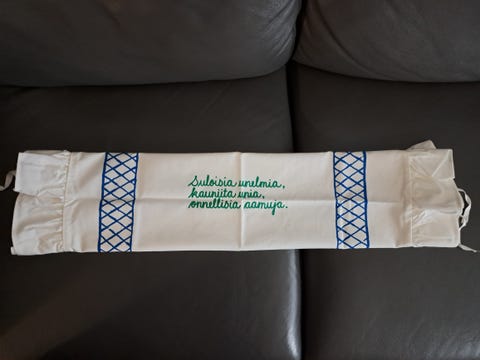 Suloisia unelmia,
kauniita unia,
onnellisia aamuja.